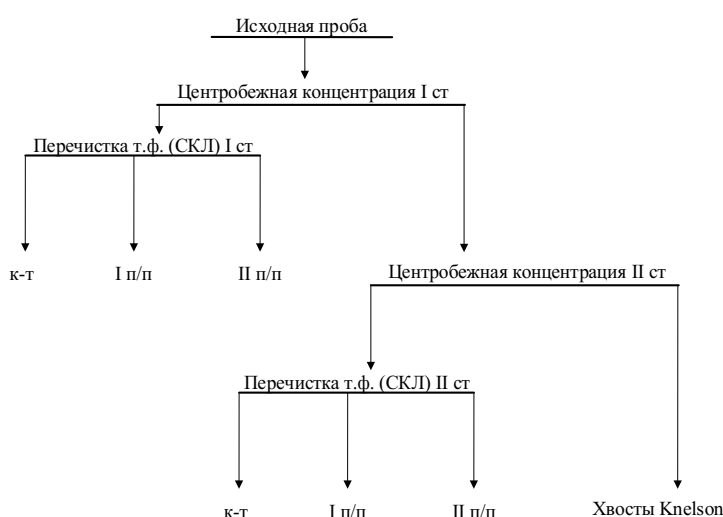 Исходная проба
Центробежная концентрация I ст
Перечистка т.ф. (СКЛ) I ст
к-т
I п/п
II п/п
Центробежная концентрация II ст
Перечистка т.ф. (СКЛ) II ст
к-т
I п/п
II п/п
Хвосты Knelson